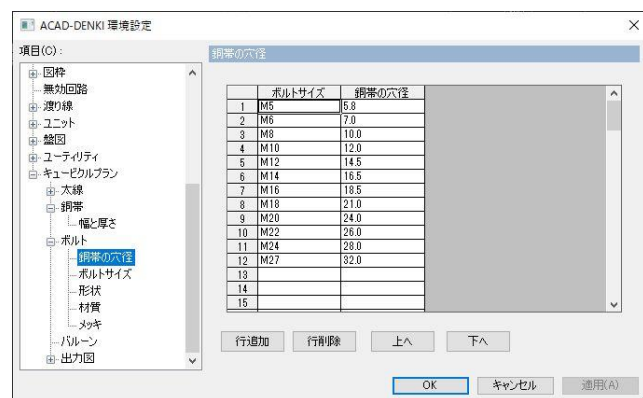 ACAD-DENKI 環境設定
項目(C):
図枠
無効回路
渡り線
ユニット
盤図
ユーティリティ
キュービクルプラン
太線
銅帯
幅と厚さ
ボルト
銅帯の穴径
ボルトサイズ
形状
材質
メッキ
バルーン
出力図
銅帯の穴径
ボルトサイズ 銅帯の穴径
1 M5 5.8
2 M6 7.0
3 M8 10.0
4 M10 12.0
5 M12 14.5
6 M14 16.5
7 M16 18.5
8 M18 21.0
9 M20 24.0
10 M22 26.0
11 M24 28.0
12 M27 32.0
13
14
15
行追加 行削除 上へ 下へ
OK キャンセル 適用(A)